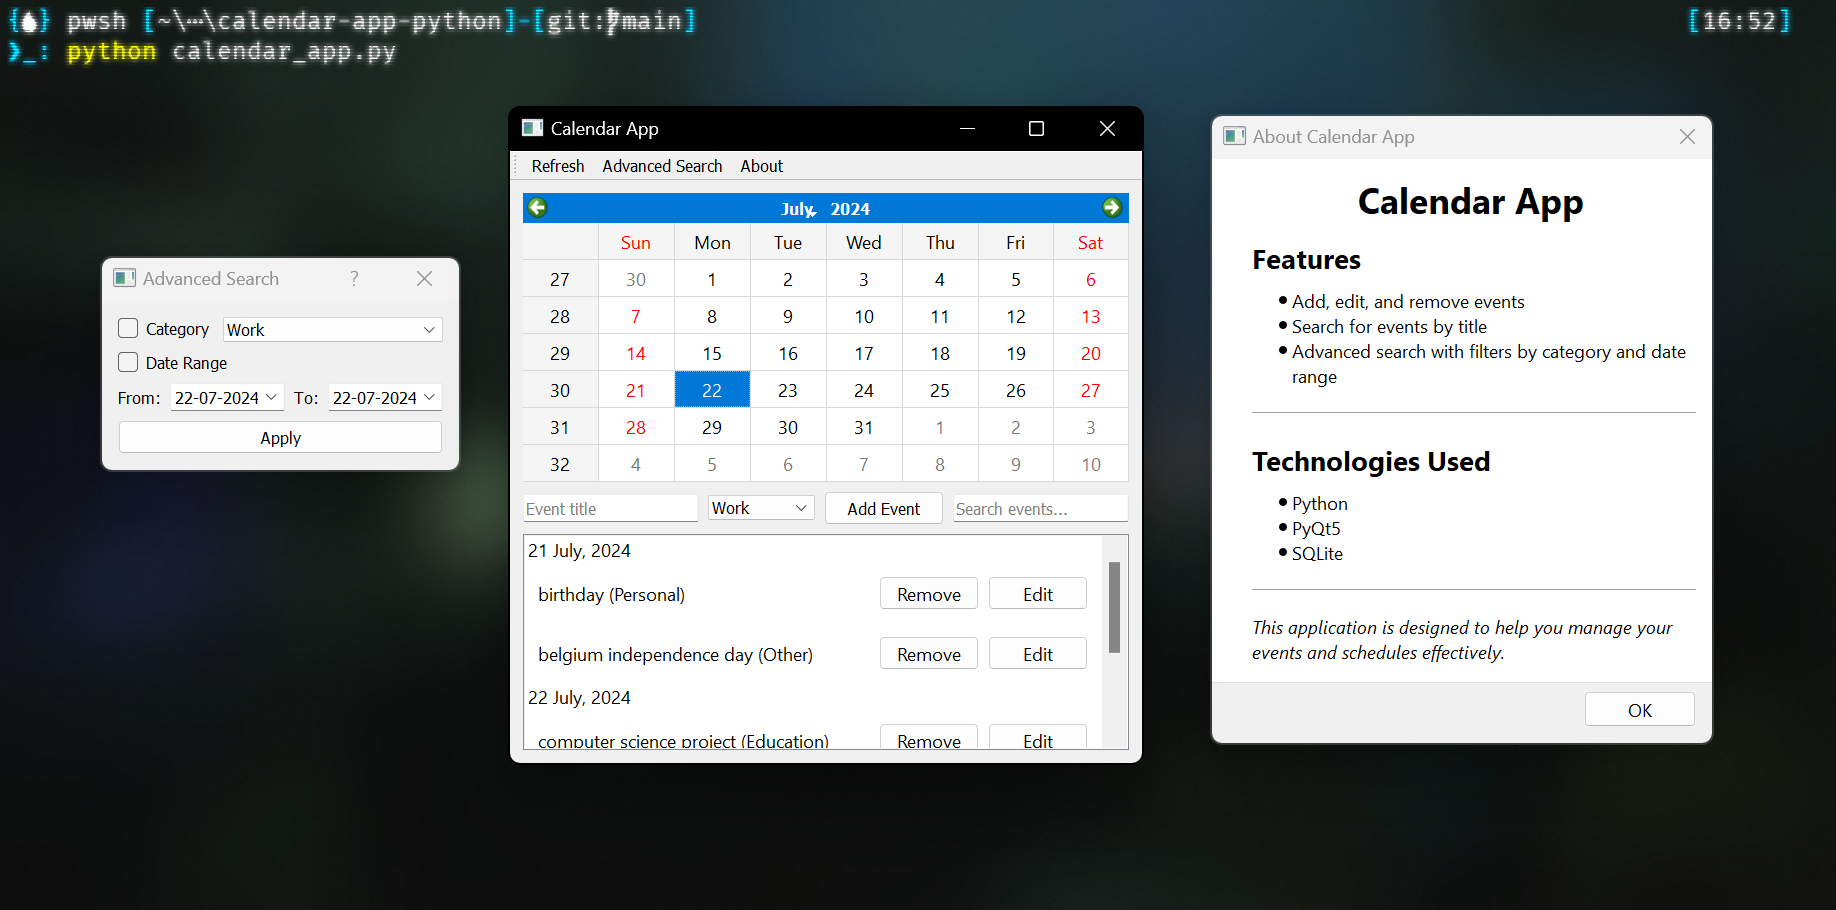 {} pwsh [~\···\calendar-app-python]-[git:main] [16:52]
❯_: python calendar_app.py
Advanced Search ?
Category Work
Date Range
From: 22-07-2024 To: 22-07-2024
Apply
Calendar App
Refresh Advanced Search About
July 2024
Sun Mon Tue Wed Thu Fri Sat
27 30 1 2 3 4 5 6
28 7 8 9 10 11 12 13
29 14 15 16 17 18 19 20
30 21 22 23 24 25 26 27
31 28 29 30 31 1 2 3
32 4 5 6 7 8 9 10
Event title Work Add Event Search events...
21 July, 2024
birthday (Personal) Remove Edit
belgium independence day (Other) Remove Edit
22 July, 2024
computer science project (Education) Remove Edit
About Calendar App
Calendar App
Features
• Add, edit, and remove events
• Search for events by title
• Advanced search with filters by category and date
range
Technologies Used
• Python
• PyQt5
• SQLite
This application is designed to help you manage your
events and schedules effectively.
OK